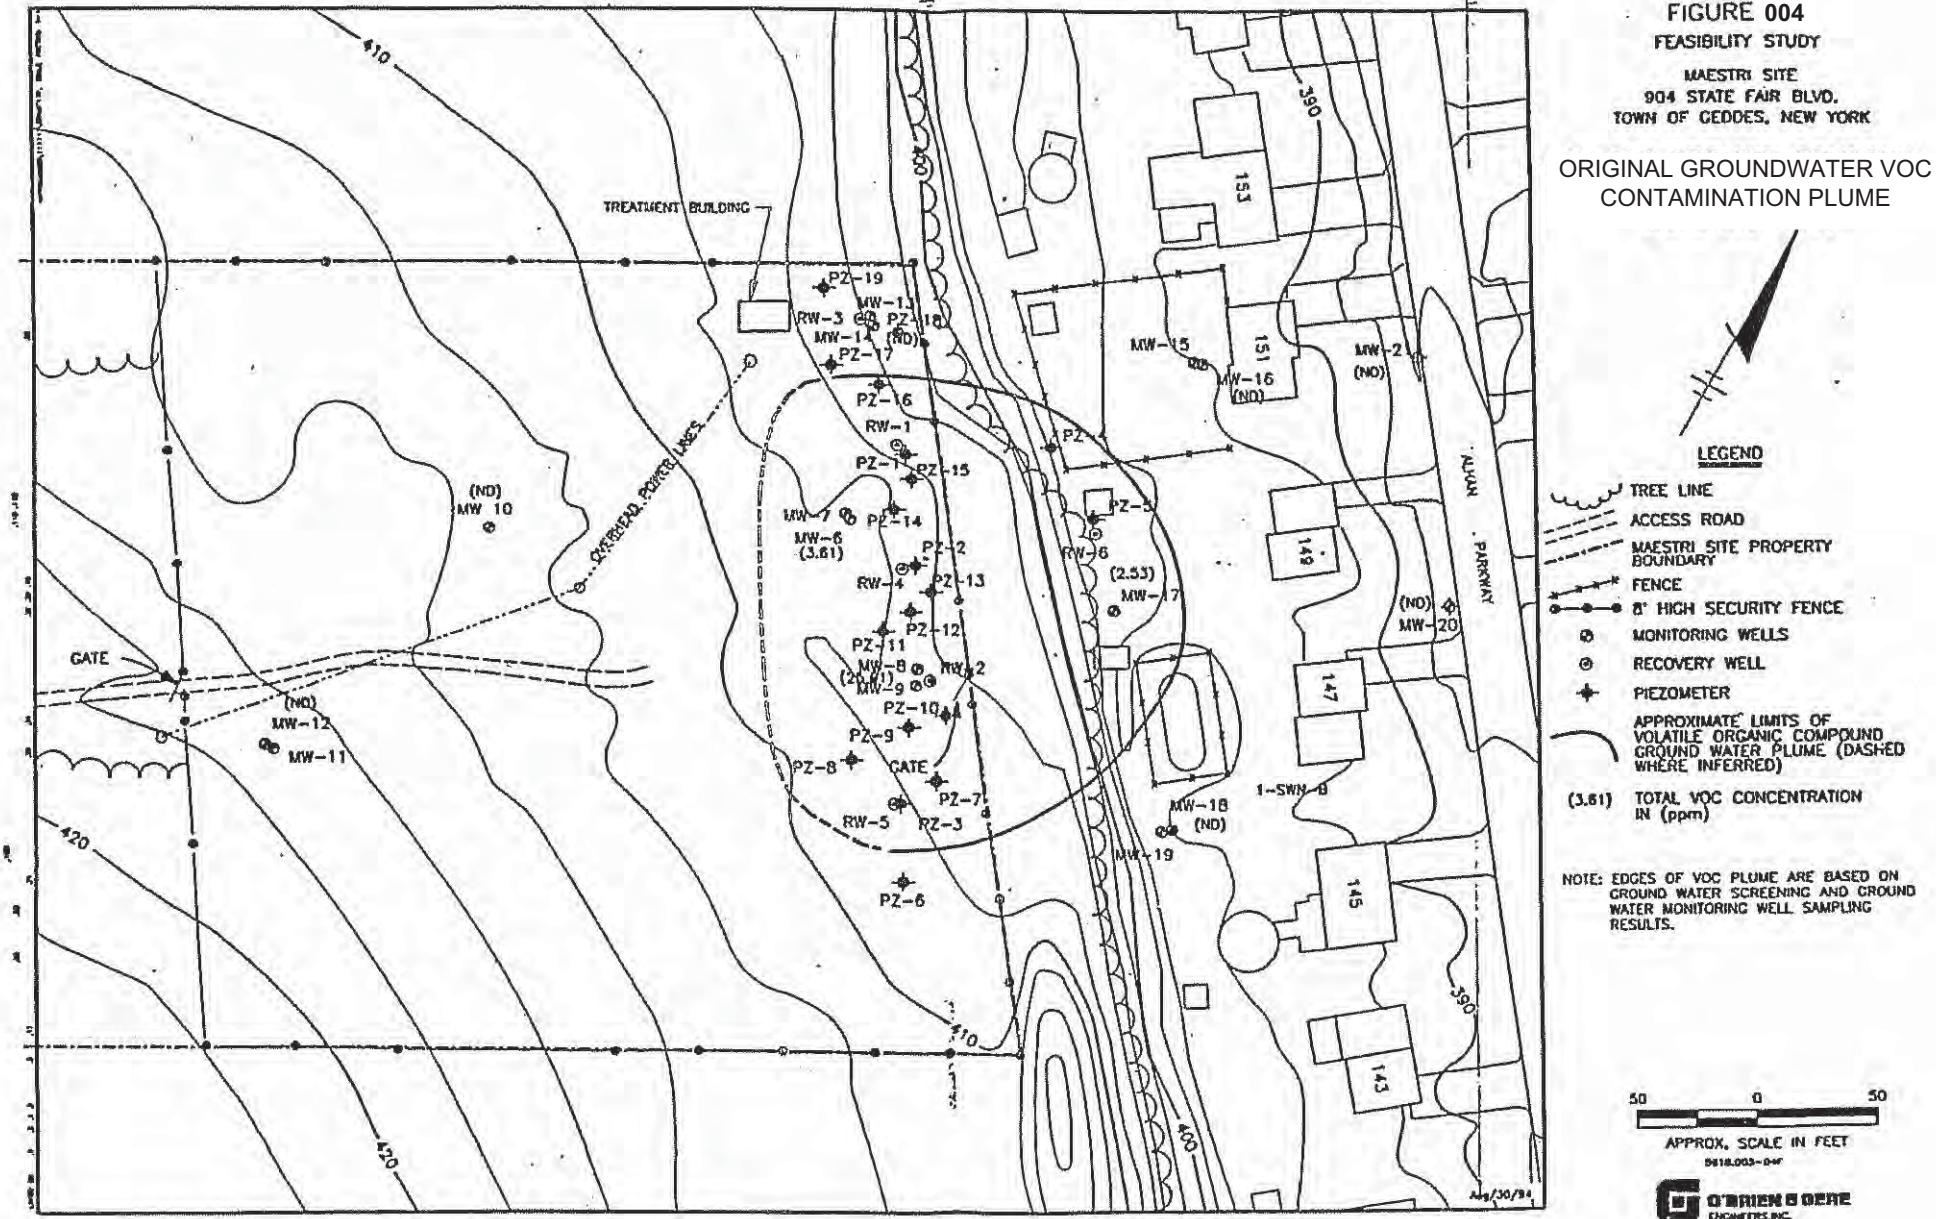 FIGURE 004
FEASIBILITY STUDY
MAESTRI SITE
904 STATE FAIR BLVD.
TOWN OF GEDDES, NEW YORK
ORIGINAL GROUNDWATER VOC
CONTAMINATION PLUME
LEGEND
TREE LINE
ACCESS ROAD
MAESTRI SITE PROPERTY
BOUNDARY
FENCE
8' HIGH SECURITY FENCE
MONITORING WELLS
RECOVERY WELL
PIEZOMETER
APPROXIMATE LIMITS OF
VOLATILE ORGANIC COMPOUND
GROUND WATER PLUME (DASHED
WHERE INFERRED)
(3.61) TOTAL VOC CONCENTRATION
IN (ppm)
NOTE: EDGES OF VOC PLUME ARE BASED ON
GROUND WATER SCREENING AND GROUND
WATER MONITORING WELL SAMPLING
RESULTS.
50 0 50
APPROX. SCALE IN FEET
O'BRIEN & GERE
ENGINEERS INC.
410
400
390
153
TREATMENT BUILDING
PZ-19
MW-13
RW-3
PZ-18
MW-14
(ND)
PZ-17
MW-15
151
MW-16
(ND)
MW-2
(ND)
PZ-16
RW-1
PZ-1
PZ-15
OVERHEAD POWER LINES
(ND)
MW 10
MW-7
PZ-14
MW-6
(3.61)
PZ-2
RW-4
PZ-13
PZ-5
RW-6
(2.53)
MW-17
149
ALHAN
PARKWAY
(ND)
MW-20
PZ-12
PZ-11
MW-8
RW-2
MW-9
GATE
(ND)
MW-12
MW-11
PZ-10
PZ-9
PZ-8
GATE
PZ-7
RW-5
PZ-3
147
MW-18
(ND)
MW-19
PZ-6
145
420
410
390
143
420
400
Aug/30/94